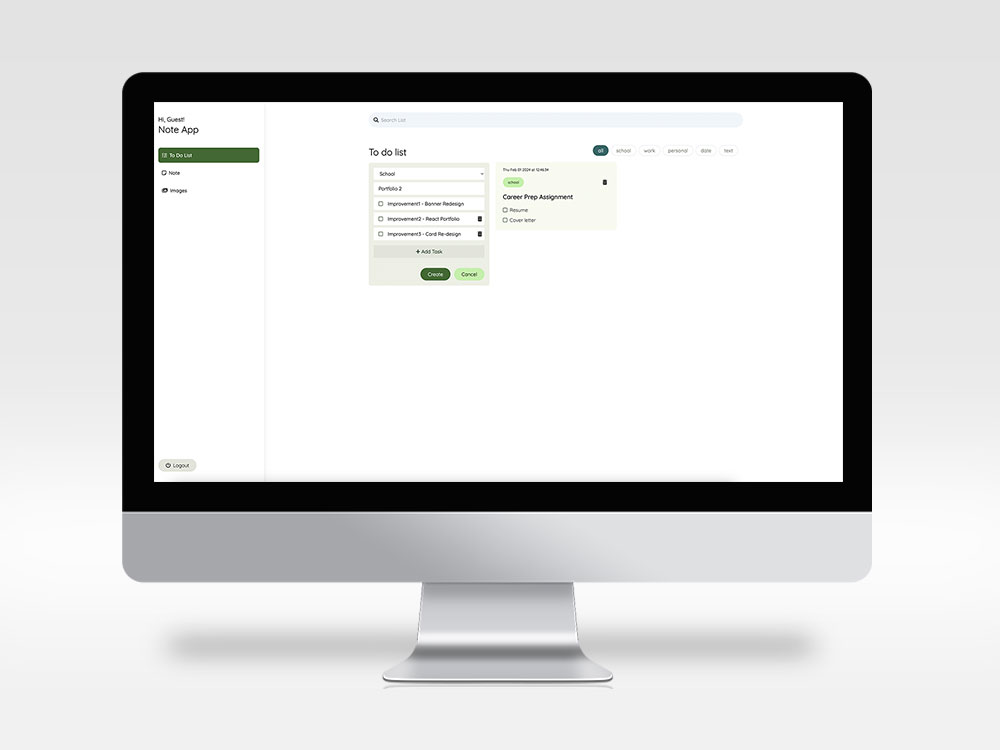 Hi, Guest!
Note App
To Do List
Note
Images
Logout
Search List
To do list
all school work personal date text
School
Portfolio 2
Improvement1 - Banner Redesign
Improvement2 - React Portfolio
Improvement3 - Card Re-design
+ Add Task
Create Cancel
Thu Feb 01 2024 at 12:46:34
school
Career Prep Assignment
Resume
Cover letter